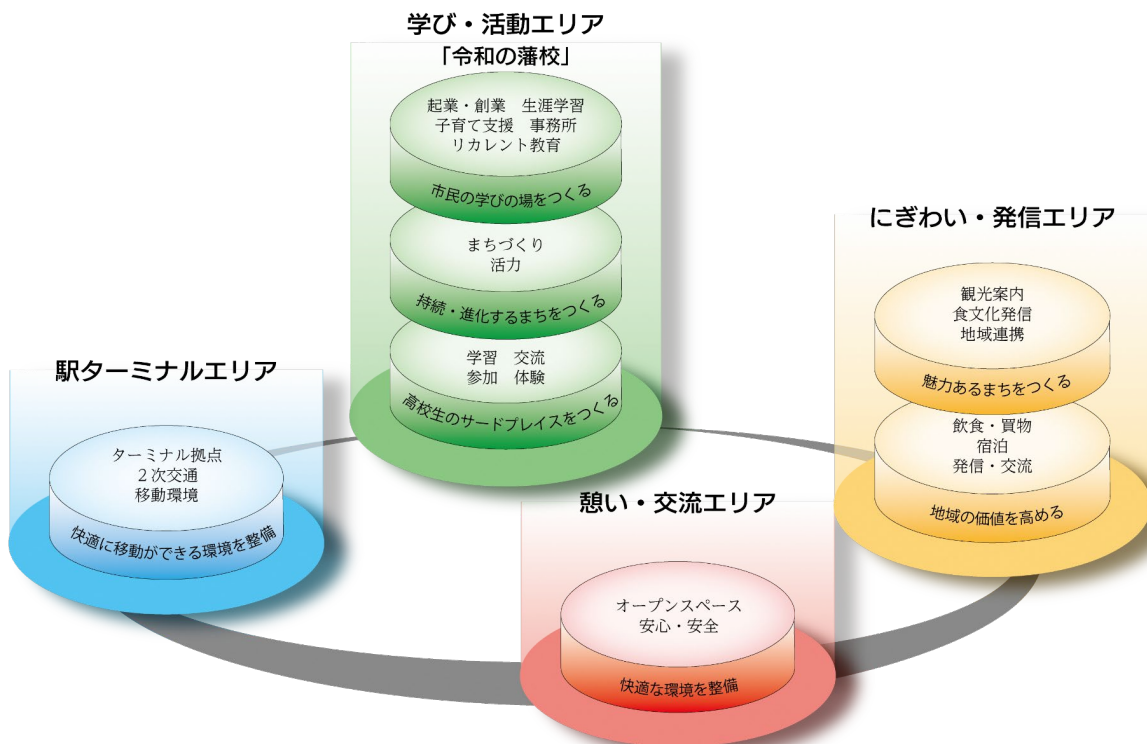 学び・活動エリア
「令和の藩校」
起業・創業　生涯学習
子育て支援　事務所
リカレント教育
市民の学びの場をつくる
まちづくり
活力
持続・進化するまちをつくる
学習　交流
参加　体験
高校生のサードプレイスをつくる
にぎわい・発信エリア
観光案内
食文化発信
地域連携
魅力あるまちをつくる
飲食・買物
宿泊
発信・交流
地域の価値を高める
駅ターミナルエリア
ターミナル拠点
２次交通
移動環境
快適に移動ができる環境を整備
憩い・交流エリア
オープンスペース
安心・安全
快適な環境を整備